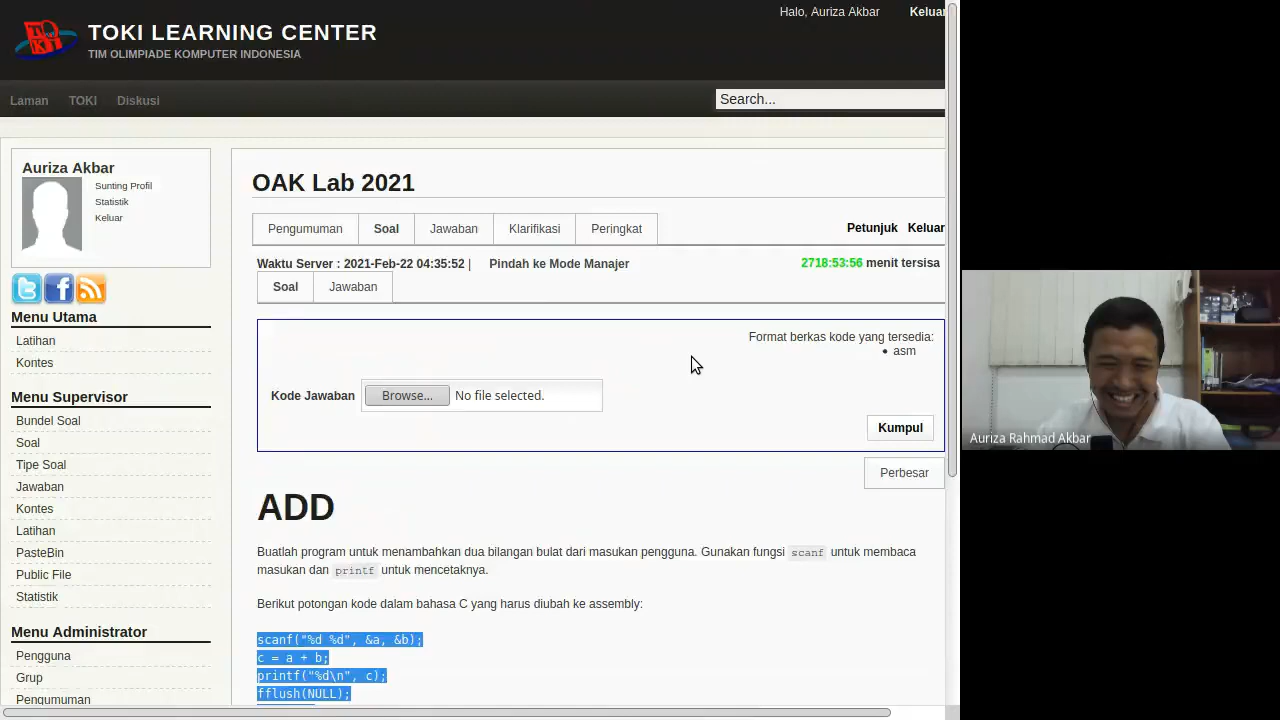 Halo, Auriza Akbar Keluar
TOKI LEARNING CENTER
TIM OLIMPIADE KOMPUTER INDONESIA
Laman TOKI Diskusi
Search...
Auriza Akbar
Sunting Profil
Statistik
Keluar
Menu Utama
Latihan
Kontes
Menu Supervisor
Bundel Soal
Soal
Tipe Soal
Jawaban
Kontes
Latihan
PasteBin
Public File
Statistik
Menu Administrator
Pengguna
Grup
Pengumuman
OAK Lab 2021
Pengumuman Soal Jawaban Klarifikasi Peringkat
Petunjuk Keluar
Waktu Server : 2021-Feb-22 04:35:52 | Pindah ke Mode Manajer
2718:53:56 menit tersisa
Soal Jawaban
Format berkas kode yang tersedia:
• asm
Kode Jawaban Browse... No file selected.
Kumpul
Perbesar
ADD
Buatlah program untuk menambahkan dua bilangan bulat dari masukan pengguna. Gunakan fungsi scanf untuk membaca
masukan dan printf untuk mencetaknya.
Berikut potongan kode dalam bahasa C yang harus diubah ke assembly:
scanf("%d %d", &a, &b);
c = a + b;
printf("%d\n", c);
fflush(NULL);
Auriza Rahmad Akbar